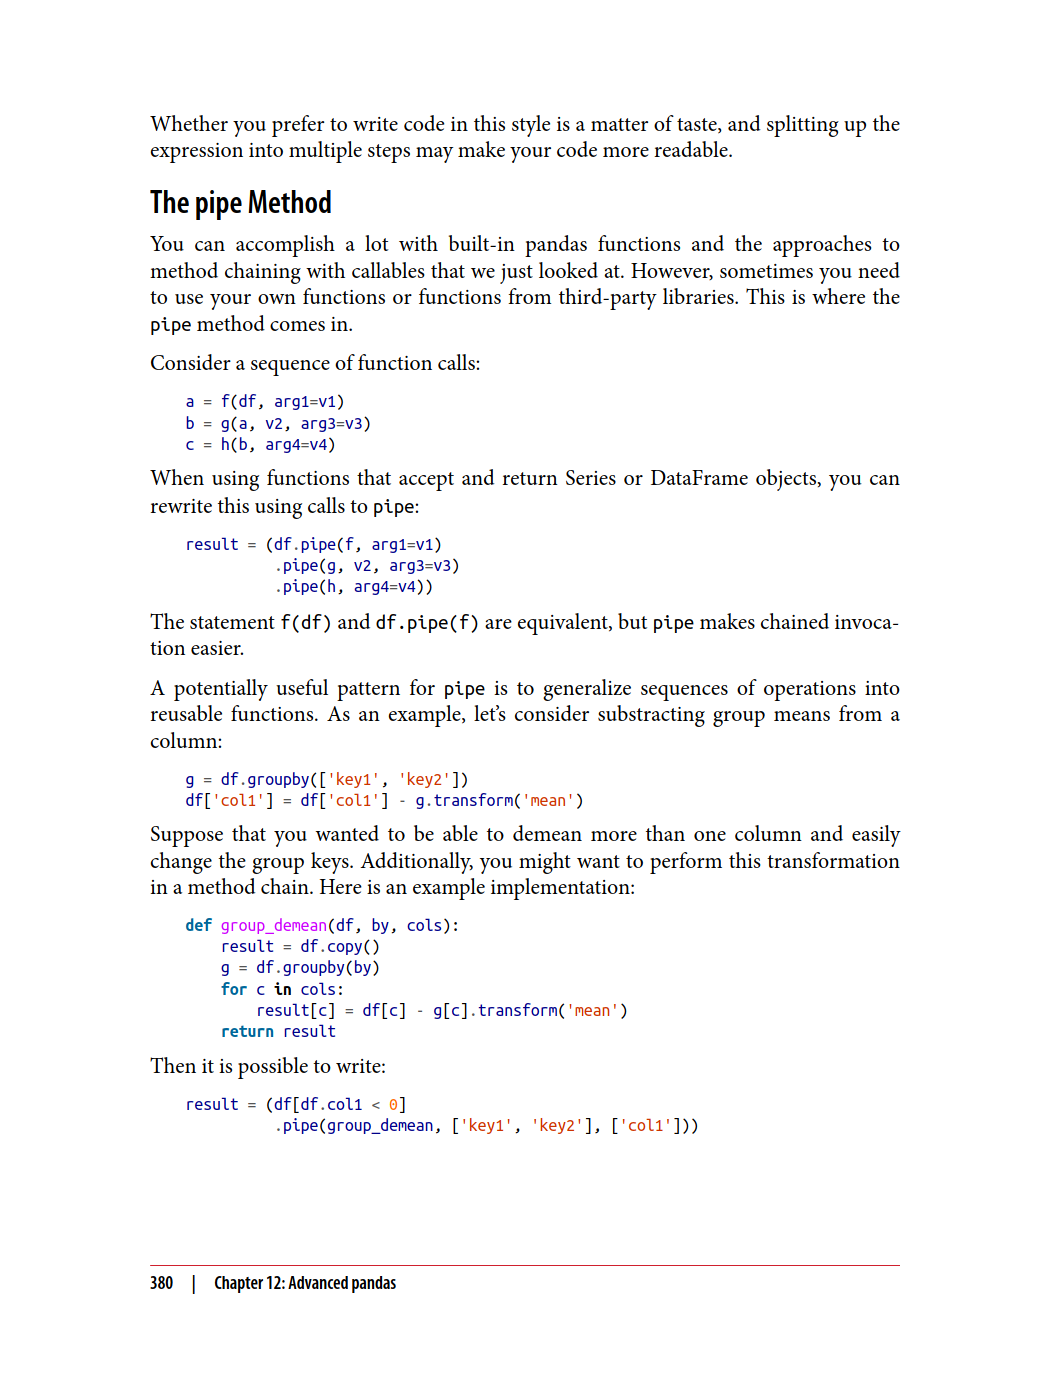 Whether you prefer to write code in this style is a matter of taste, and splitting up the
expression into multiple steps may make your code more readable.
The pipe Method
You can accomplish a lot with built-in pandas functions and the approaches to
method chaining with callables that we just looked at. However, sometimes you need
to use your own functions or functions from third-party libraries. This is where the
pipe method comes in.
Consider a sequence of function calls:
a = f(df, arg1=v1)
b = g(a, v2, arg3=v3)
c = h(b, arg4=v4)
When using functions that accept and return Series or DataFrame objects, you can
rewrite this using calls to pipe:
result = (df.pipe(f, arg1=v1)
          .pipe(g, v2, arg3=v3)
          .pipe(h, arg4=v4))
The statement f(df) and df.pipe(f) are equivalent, but pipe makes chained invoca-
tion easier.
A potentially useful pattern for pipe is to generalize sequences of operations into
reusable functions. As an example, let’s consider substracting group means from a
column:
g = df.groupby(['key1', 'key2'])
df['col1'] = df['col1'] - g.transform('mean')
Suppose that you wanted to be able to demean more than one column and easily
change the group keys. Additionally, you might want to perform this transformation
in a method chain. Here is an example implementation:
def group_demean(df, by, cols):
    result = df.copy()
    g = df.groupby(by)
    for c in cols:
        result[c] = df[c] - g[c].transform('mean')
    return result
Then it is possible to write:
result = (df[df.col1 < 0]
          .pipe(group_demean, ['key1', 'key2'], ['col1']))
380 | Chapter 12: Advanced pandas